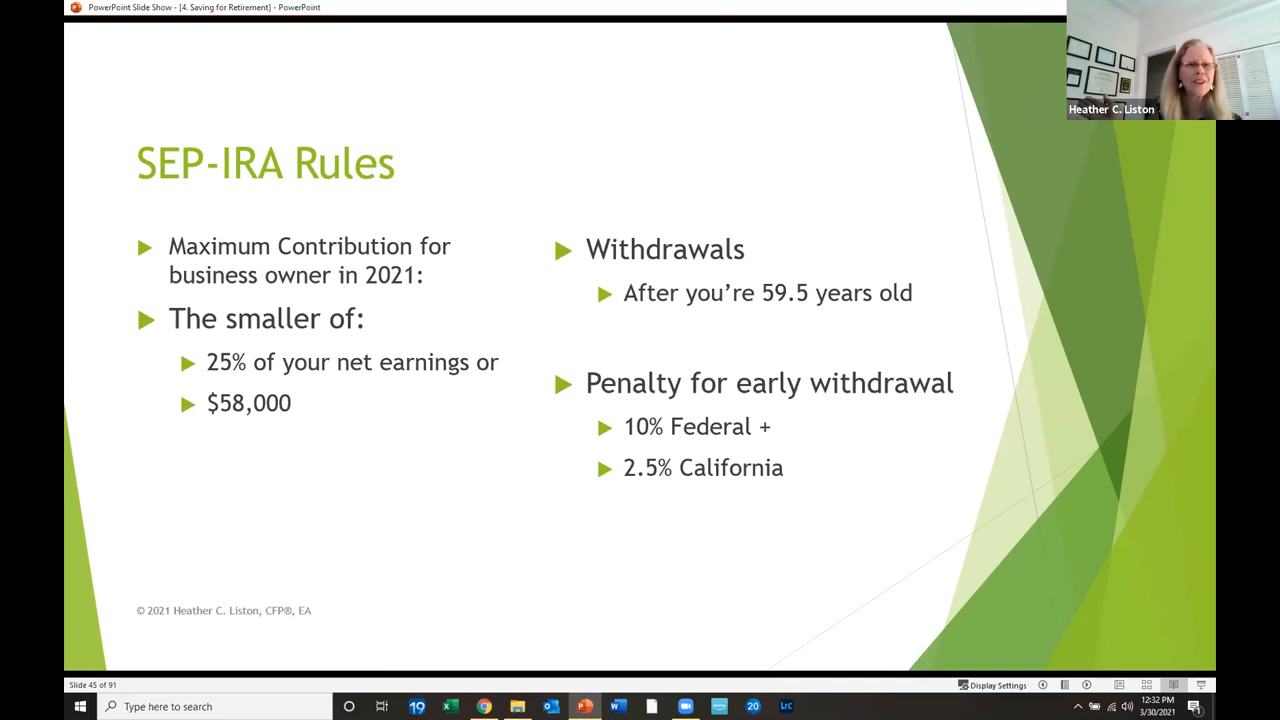 PowerPoint Slide Show - [4. Saving for Retirement] - PowerPoint
Heather C. Liston
SEP-IRA Rules
Maximum Contribution for
business owner in 2021:
The smaller of:
25% of your net earnings or
$58,000
Withdrawals
After you’re 59.5 years old
Penalty for early withdrawal
10% Federal +
2.5% California
© 2021 Heather C. Liston, CFP®, EA
Slide 45 of 91
Display Settings
Type here to search
19
20
LrC
12:32 PM
3/30/2021